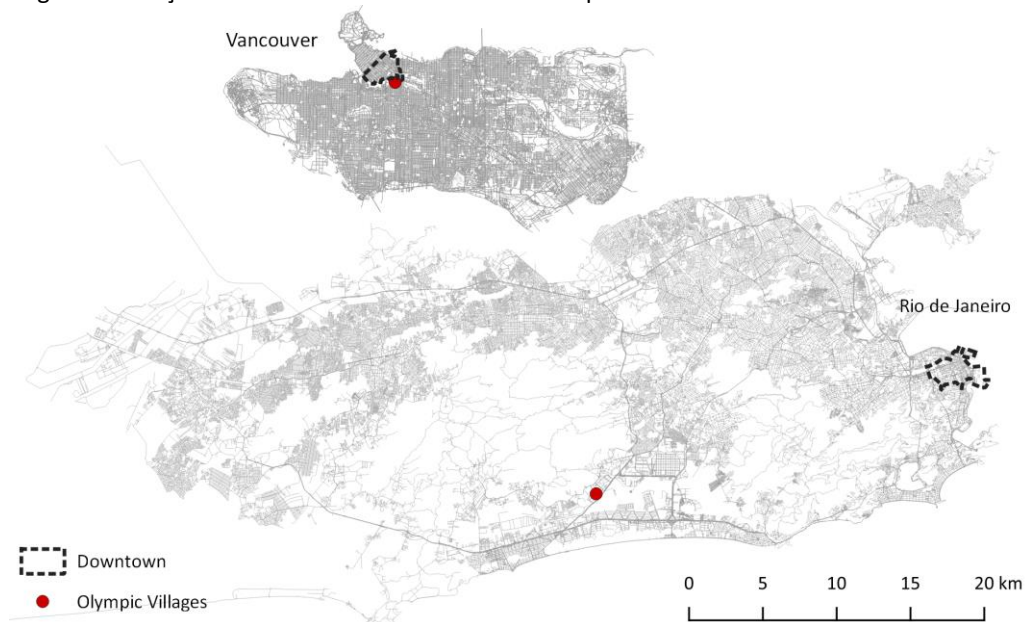 Vancouver
Rio de Janeiro
Downtown
Olympic Villages
0 5 10 15 20 km